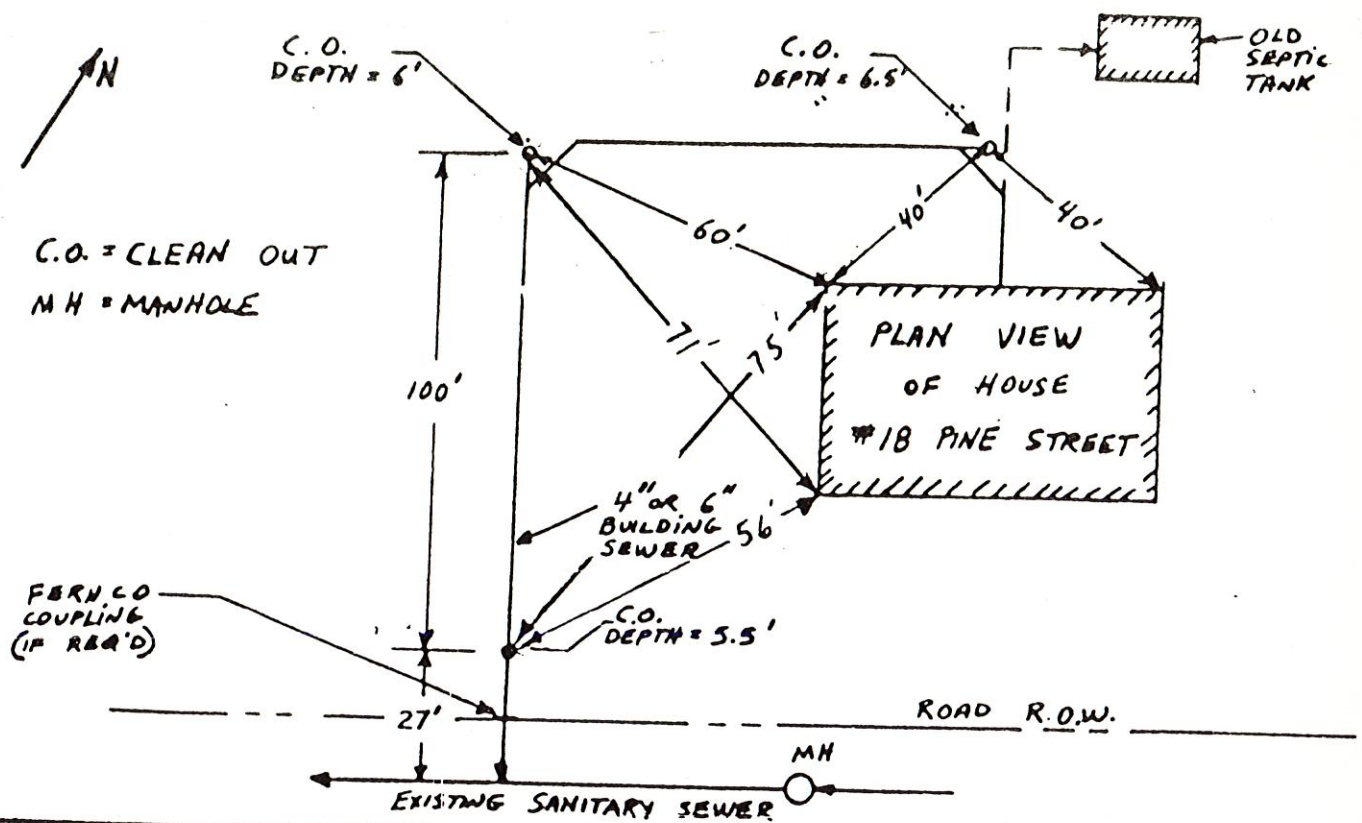 C.O.
DEPTH = 6'
C.O.
DEPTH = 6.5'
OLD
SEPTIC
TANK
N
C.O. = CLEAN OUT
MH = MANHOLE
60'
40'
40'
71'
75'
100'
PLAN VIEW
OF HOUSE
#18 PINE STREET
4" OR 6"
BUILDING
SEWER
56'
FERNCO
COUPLING
(IF REQ'D)
C.O.
DEPTH = 5.5'
27'
ROAD R.O.W.
MH
EXISTING SANITARY SEWER